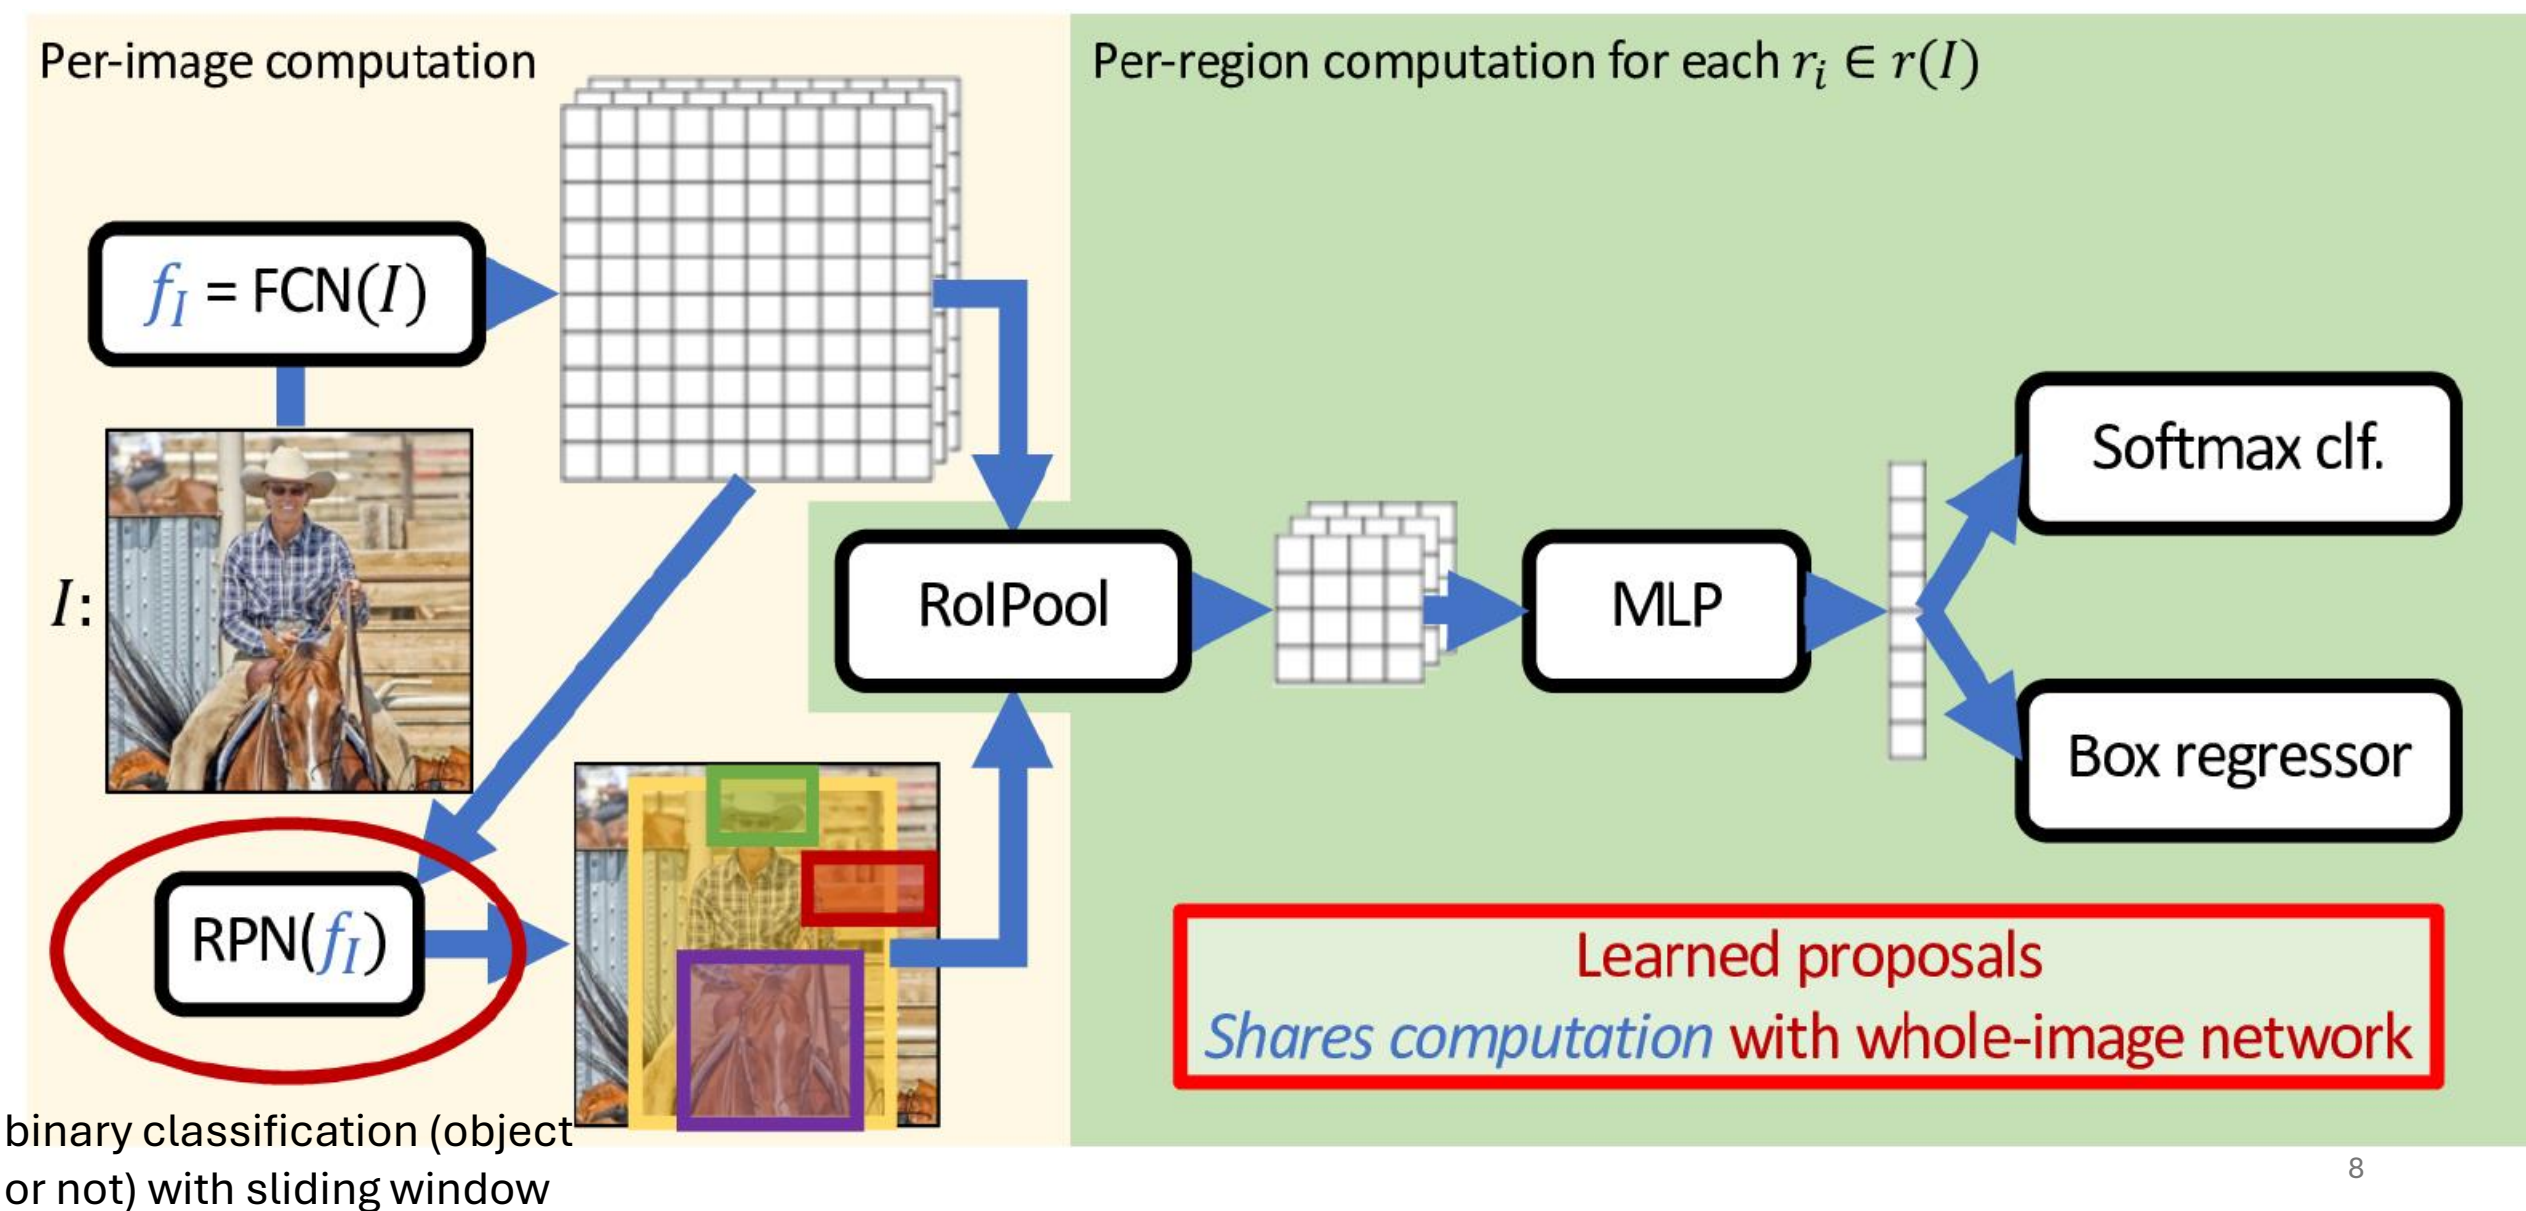 Per-image computation
Per-region computation for each rᵢ ∈ r(I)
f_I = FCN(I)
I:
RoIPool
MLP
Softmax clf.
Box regressor
RPN(f_I)
Learned proposals
Shares computation with whole-image network
binary classification (object
or not) with sliding window
8